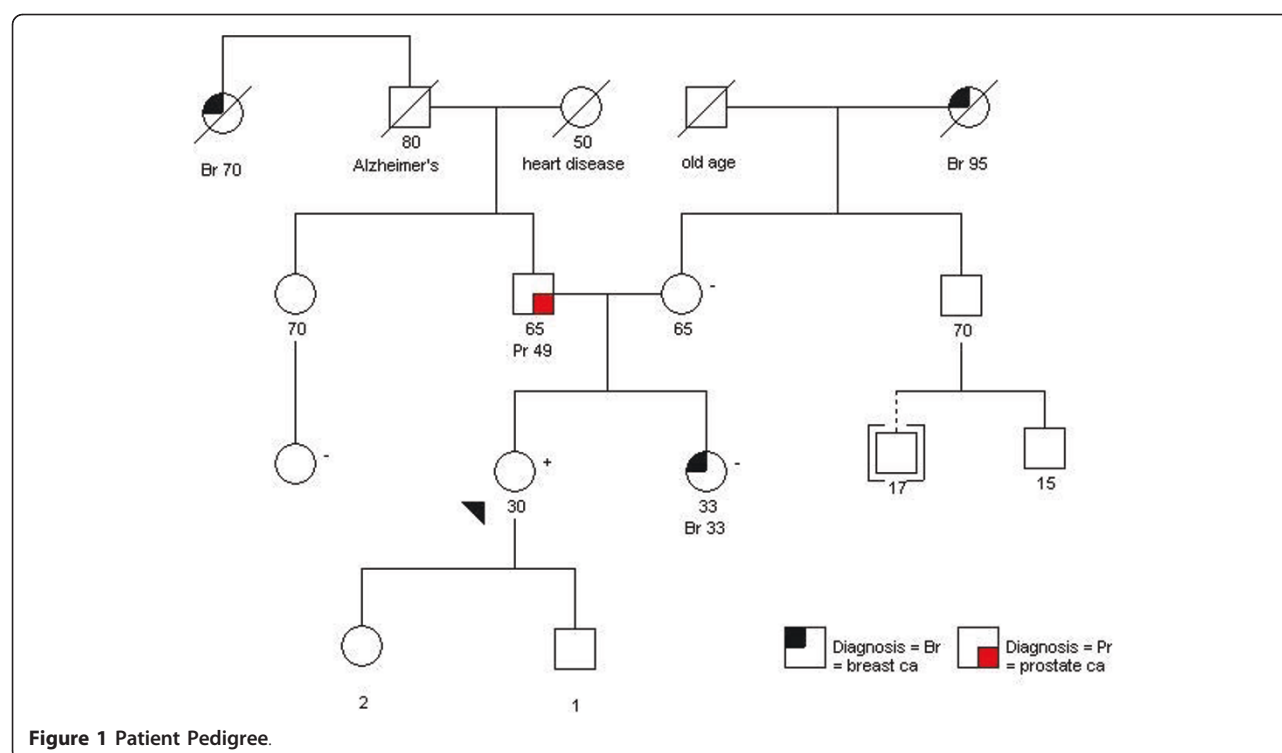 80
50
Br 70
Alzheimer's
heart disease
old age
Br 95
-
70
65
65
70
Pr 49
-
+
-
30
33
17
15
Br 33
Diagnosis = Br
= breast ca
Diagnosis = Pr
= prostate ca
2
1
Figure 1 Patient Pedigree.